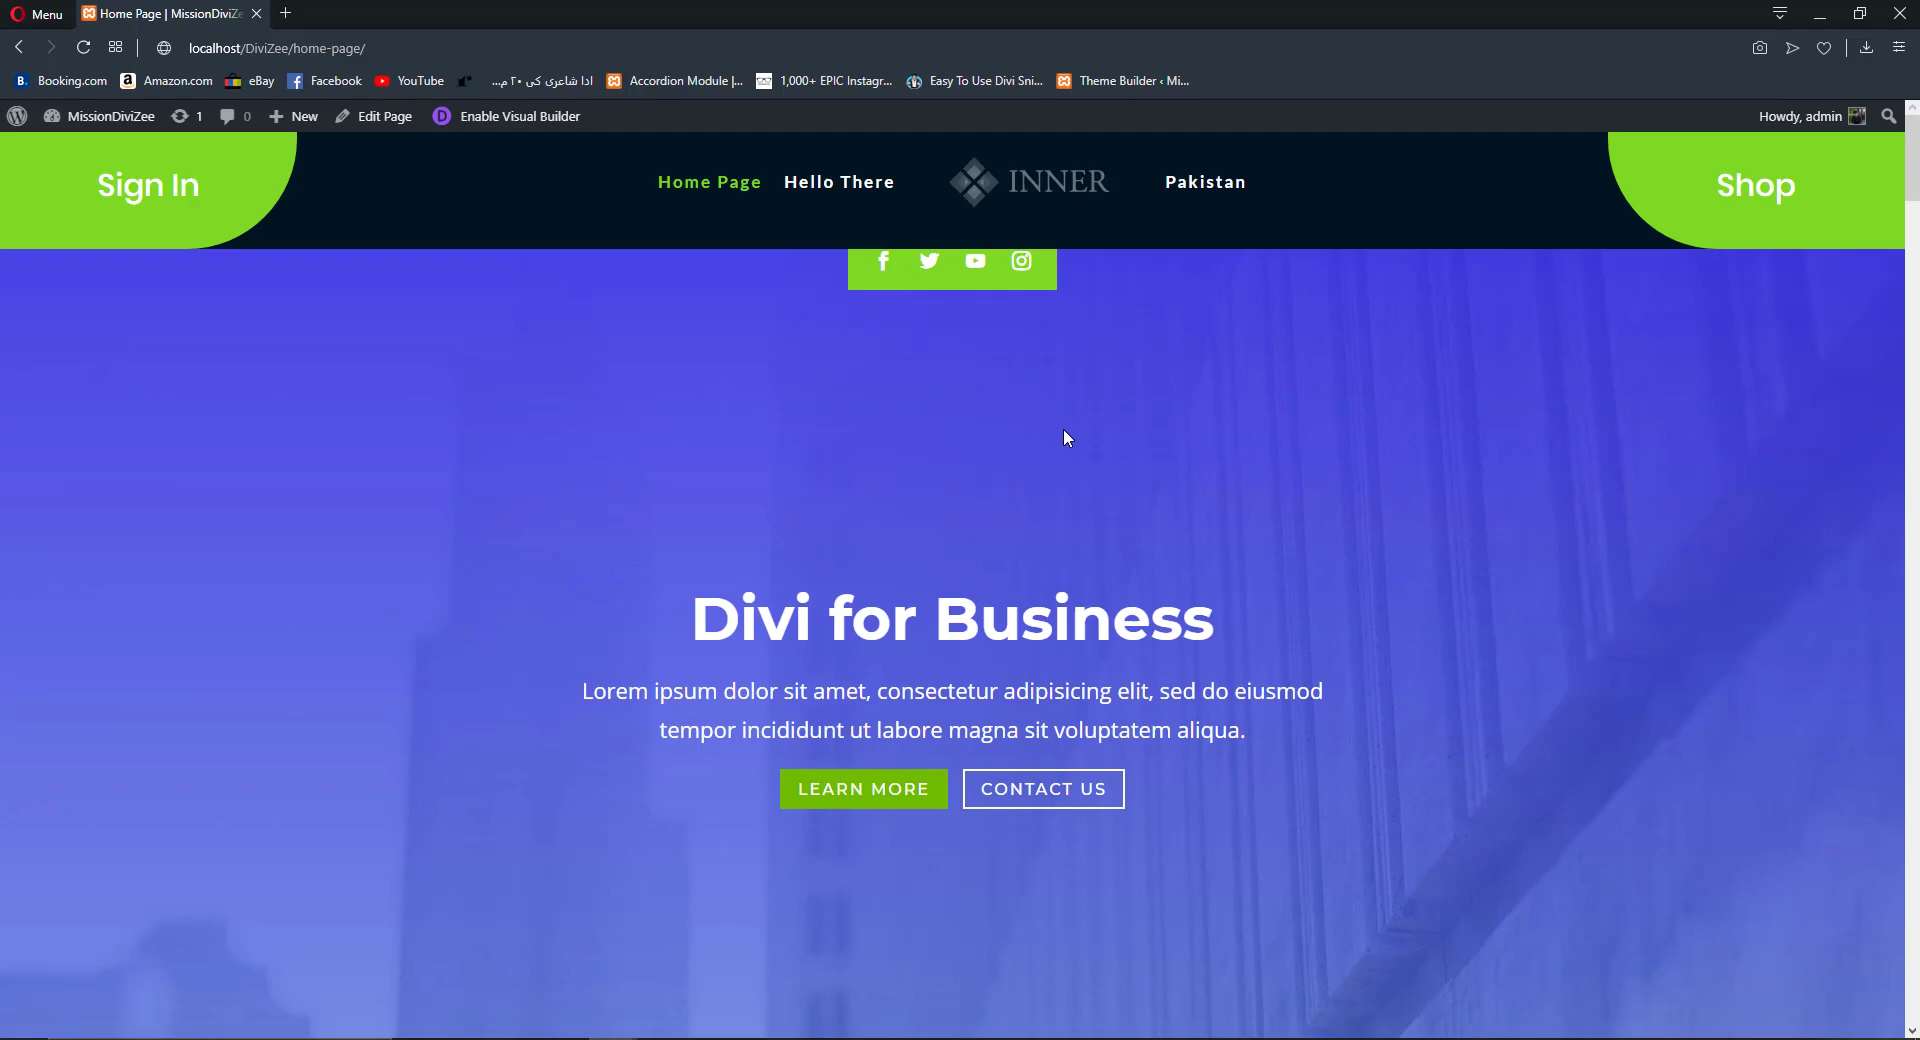 Menu
Home Page | MissionDiviZe
localhost/DiviZee/home-page/
Booking.com
Amazon.com
eBay
Facebook
YouTube
ادا شاعری کی ۲۰ م...
Accordion Module |...
1,000+ EPIC Instagr...
Easy To Use Divi Sni...
Theme Builder ‹ Mi...
MissionDiviZee
1
0
New
Edit Page
Enable Visual Builder
Howdy, admin
Sign In
Home Page
Hello There
INNER
Pakistan
Shop
Divi for Business
Lorem ipsum dolor sit amet, consectetur adipisicing elit, sed do eiusmod
tempor incididunt ut labore magna sit voluptatem aliqua.
LEARN MORE
CONTACT US